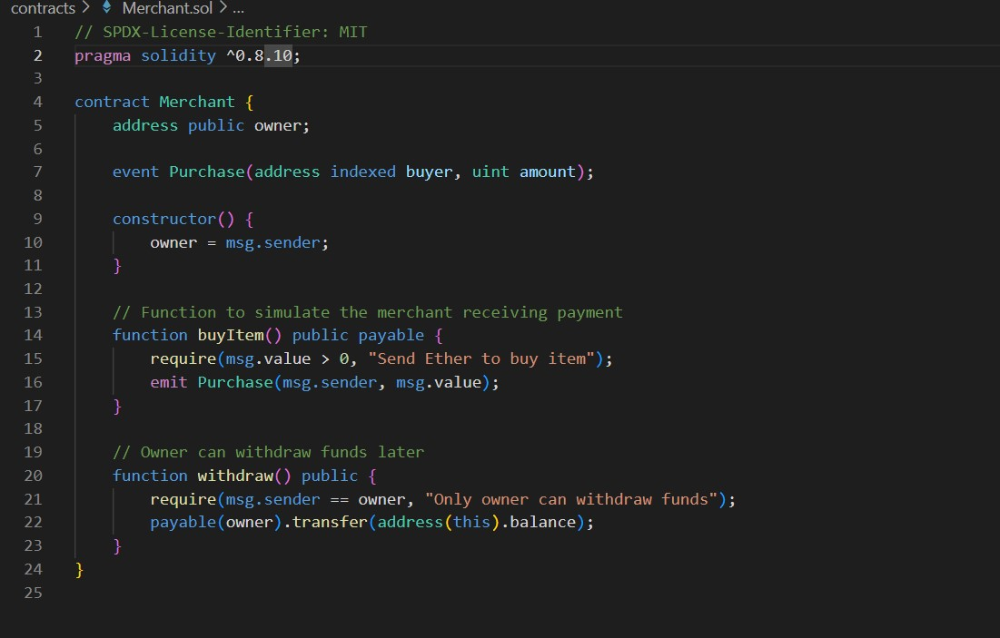 contracts > Merchant.sol > ...
1 // SPDX-License-Identifier: MIT
2 pragma solidity ^0.8.10;
3
4 contract Merchant {
5     address public owner;
6
7     event Purchase(address indexed buyer, uint amount);
8
9     constructor() {
10         owner = msg.sender;
11     }
12
13     // Function to simulate the merchant receiving payment
14     function buyItem() public payable {
15         require(msg.value > 0, "Send Ether to buy item");
16         emit Purchase(msg.sender, msg.value);
17     }
18
19     // Owner can withdraw funds later
20     function withdraw() public {
21         require(msg.sender == owner, "Only owner can withdraw funds");
22         payable(owner).transfer(address(this).balance);
23     }
24 }
25